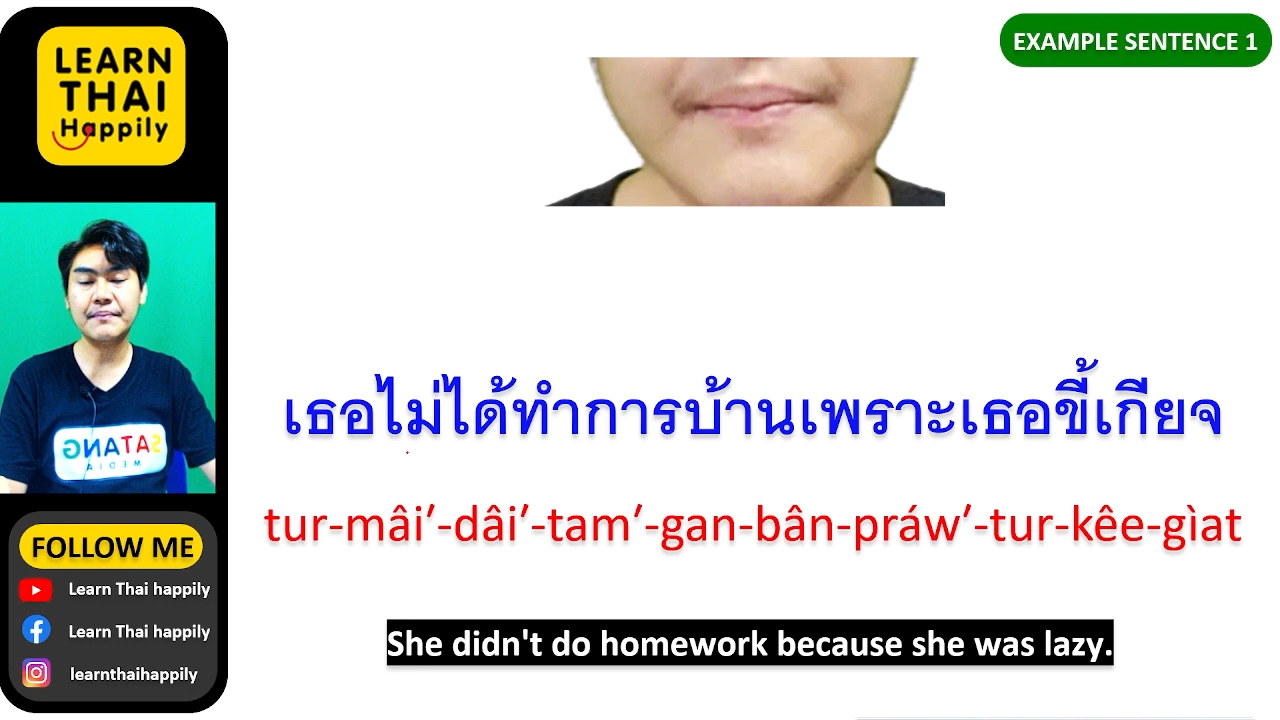 LEARN
THAI
Happily
EXAMPLE SENTENCE 1
SATANG
MEDIA
เธอไม่ได้ทำการบ้านเพราะเธอขี้เกียจ
tur-mâi′-dâi′-tam′-gan-bân-práw′-tur-kêe-gìat
She didn't do homework because she was lazy.
FOLLOW ME
Learn Thai happily
Learn Thai happily
learnthaihappily